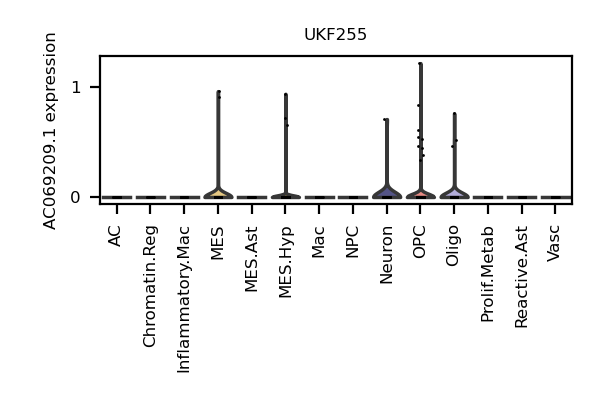 UKF255
AC069209.1 expression
1
0
AC
Chromatin.Reg
Inflammatory.Mac
MES
MES.Ast
MES.Hyp
Mac
NPC
Neuron
OPC
Oligo
Prolif.Metab
Reactive.Ast
Vasc